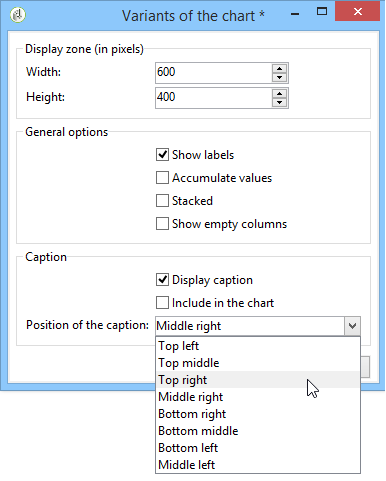 Variants of the chart *
Display zone (in pixels)
Width: 600
Height: 400
General options
Show labels
Accumulate values
Stacked
Show empty columns
Caption
Display caption
Include in the chart
Position of the caption: Middle right
Top left
Top middle
Top right
Middle right
Bottom right
Bottom middle
Bottom left
Middle left